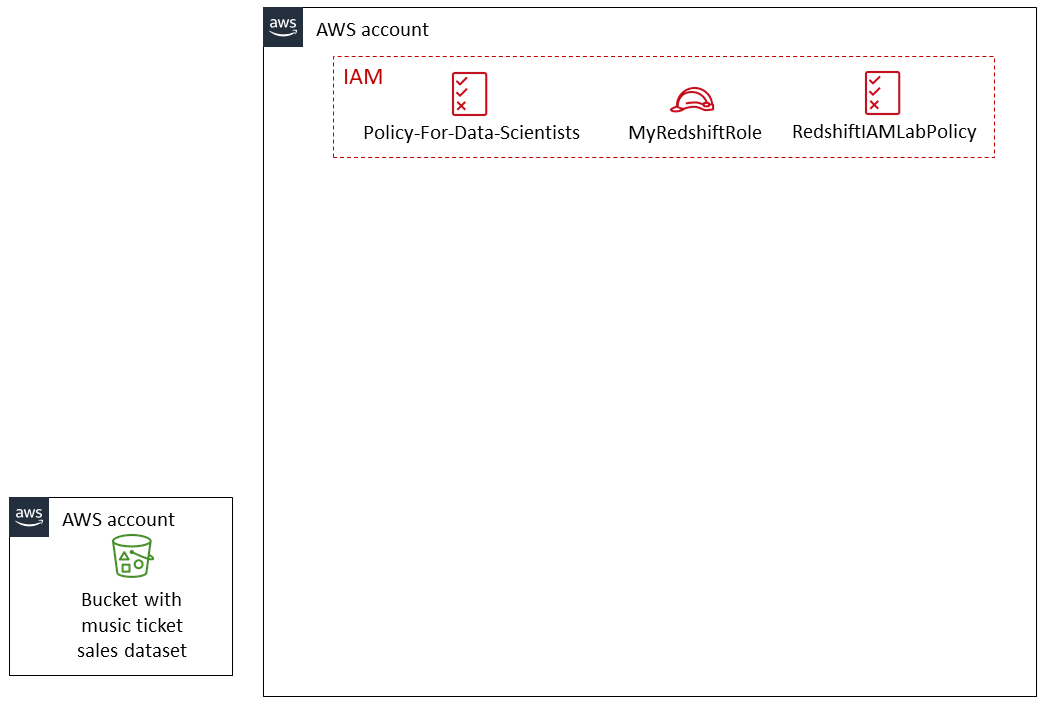 aws
AWS account
IAM
Policy-For-Data-Scientists
MyRedshiftRole
RedshiftIAMLabPolicy
aws
AWS account
Bucket with
music ticket
sales dataset